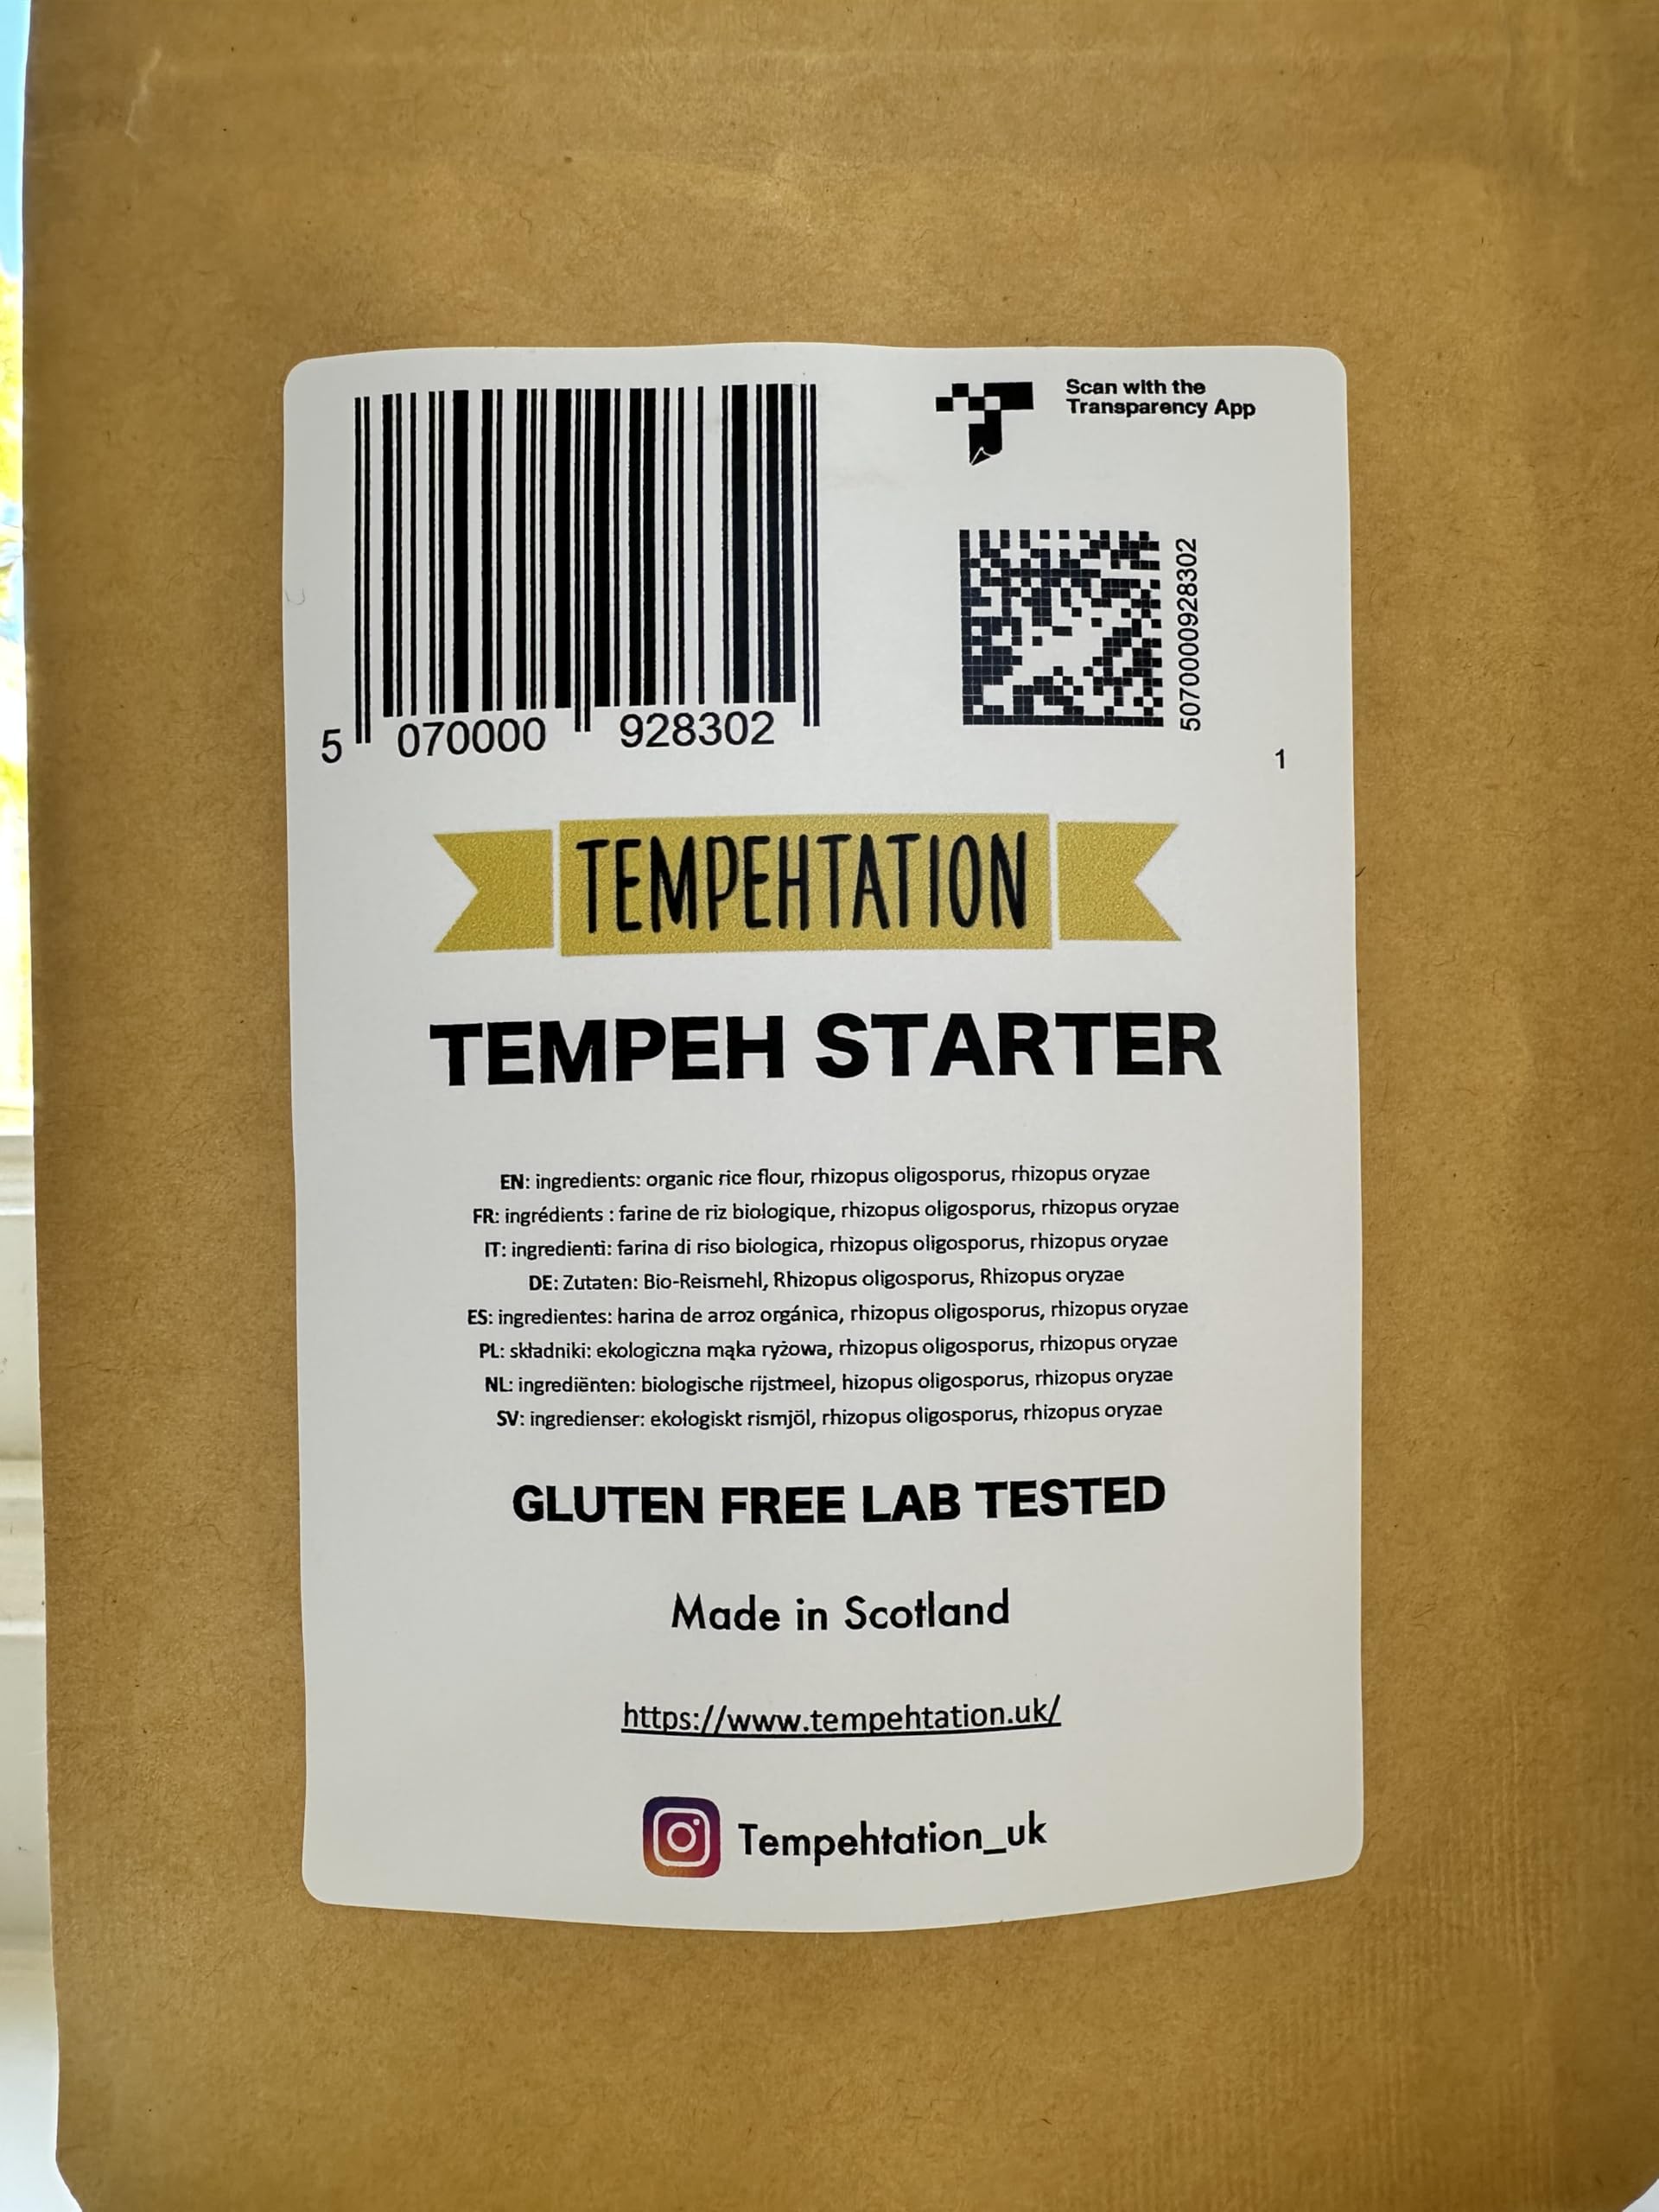 Scan with the
Transparency App
5070000928302
5 070000 928302
1
TEMPEHTATION
TEMPEH STARTER
EN: ingredients: organic rice flour, rhizopus oligosporus, rhizopus oryzae
FR: ingrédients : farine de riz biologique, rhizopus oligosporus, rhizopus oryzae
IT: ingredienti: farina di riso biologica, rhizopus oligosporus, rhizopus oryzae
DE: Zutaten: Bio-Reismehl, Rhizopus oligosporus, Rhizopus oryzae
ES: ingredientes: harina de arroz orgánica, rhizopus oligosporus, rhizopus oryzae
PL: składniki: ekologiczna mąka ryżowa, rhizopus oligosporus, rhizopus oryzae
NL: ingrediënten: biologische rijstmeel, hizopus oligosporus, rhizopus oryzae
SV: ingredienser: ekologiskt rismjöl, rhizopus oligosporus, rhizopus oryzae
GLUTEN FREE LAB TESTED
Made in Scotland
https://www.tempehtation.uk/
Tempehtation_uk